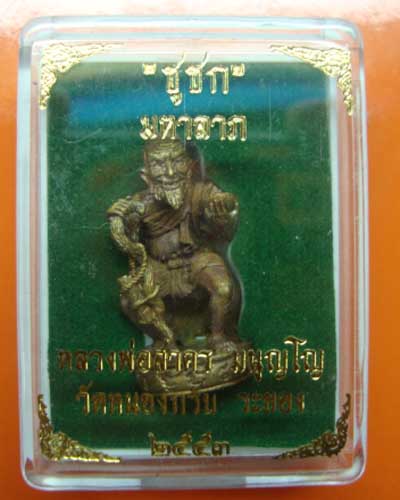 "ชูชก"
มหาลาภ
หลวงพ่อสาคร มนุญโญ
วัดหนองกรับ ระยอง
๒๕๕๓